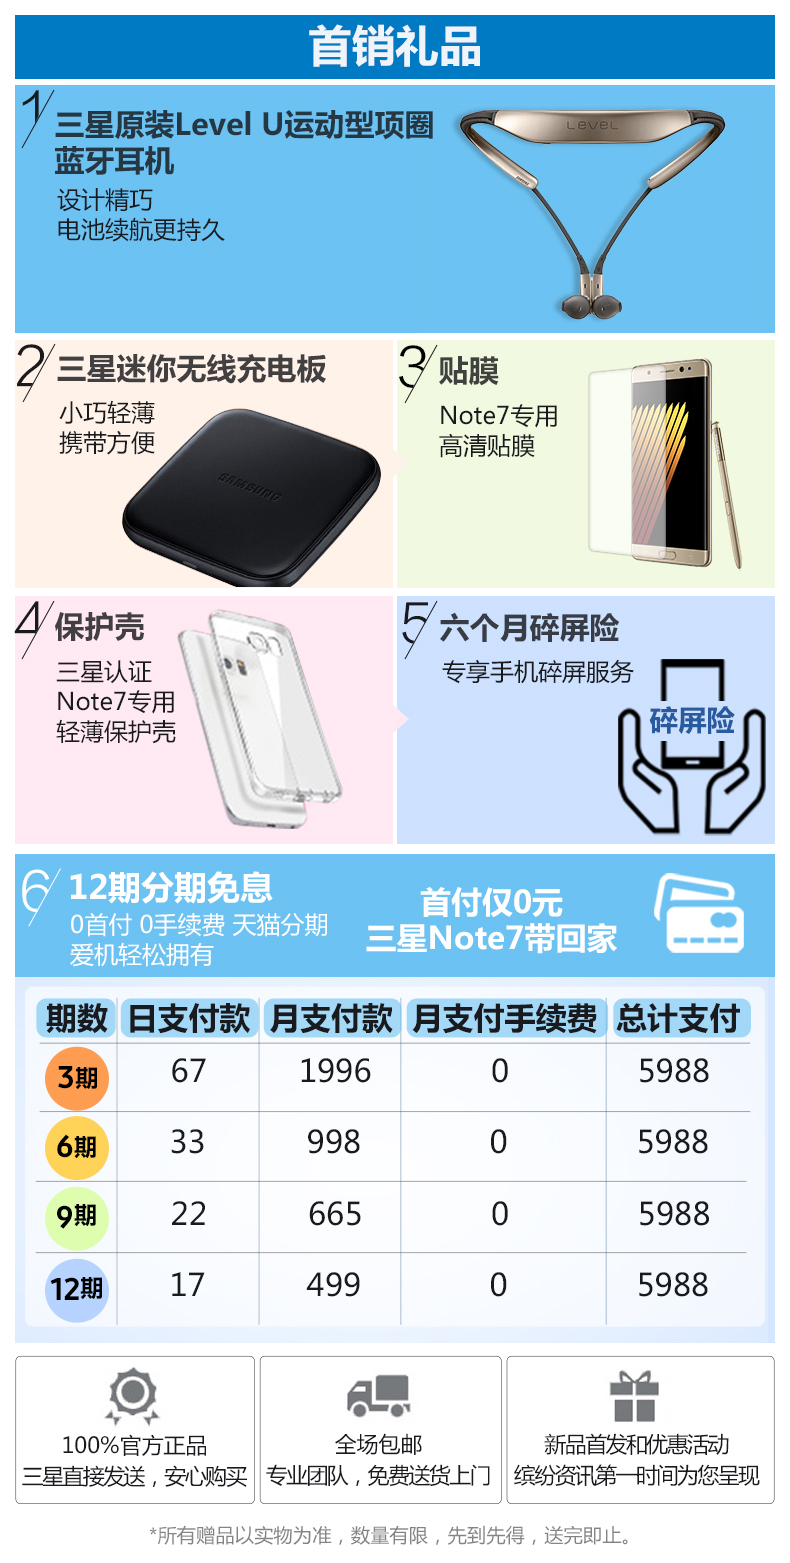 首销礼品
1
三星原装Level U运动型项圈
蓝牙耳机
设计精巧
电池续航更持久
LEVEL
2
三星迷你无线充电板
小巧轻薄
携带方便
SAMSUNG
3
贴膜
Note7专用
高清贴膜
4
保护壳
三星认证
Note7专用
轻薄保护壳
5
六个月碎屏险
专享手机碎屏服务
碎屏险
6
12期分期免息
0首付 0手续费 天猫分期
爱机轻松拥有
首付仅0元
三星Note7带回家
期数 日支付款 月支付款 月支付手续费 总计支付
3期 67 1996 0 5988
6期 33 998 0 5988
9期 22 665 0 5988
12期 17 499 0 5988
100%官方正品
三星直接发送，安心购买
全场包邮
专业团队，免费送货上门
新品首发和优惠活动
缤纷资讯第一时间为您呈现
*所有赠品以实物为准，数量有限，先到先得，送完即止。